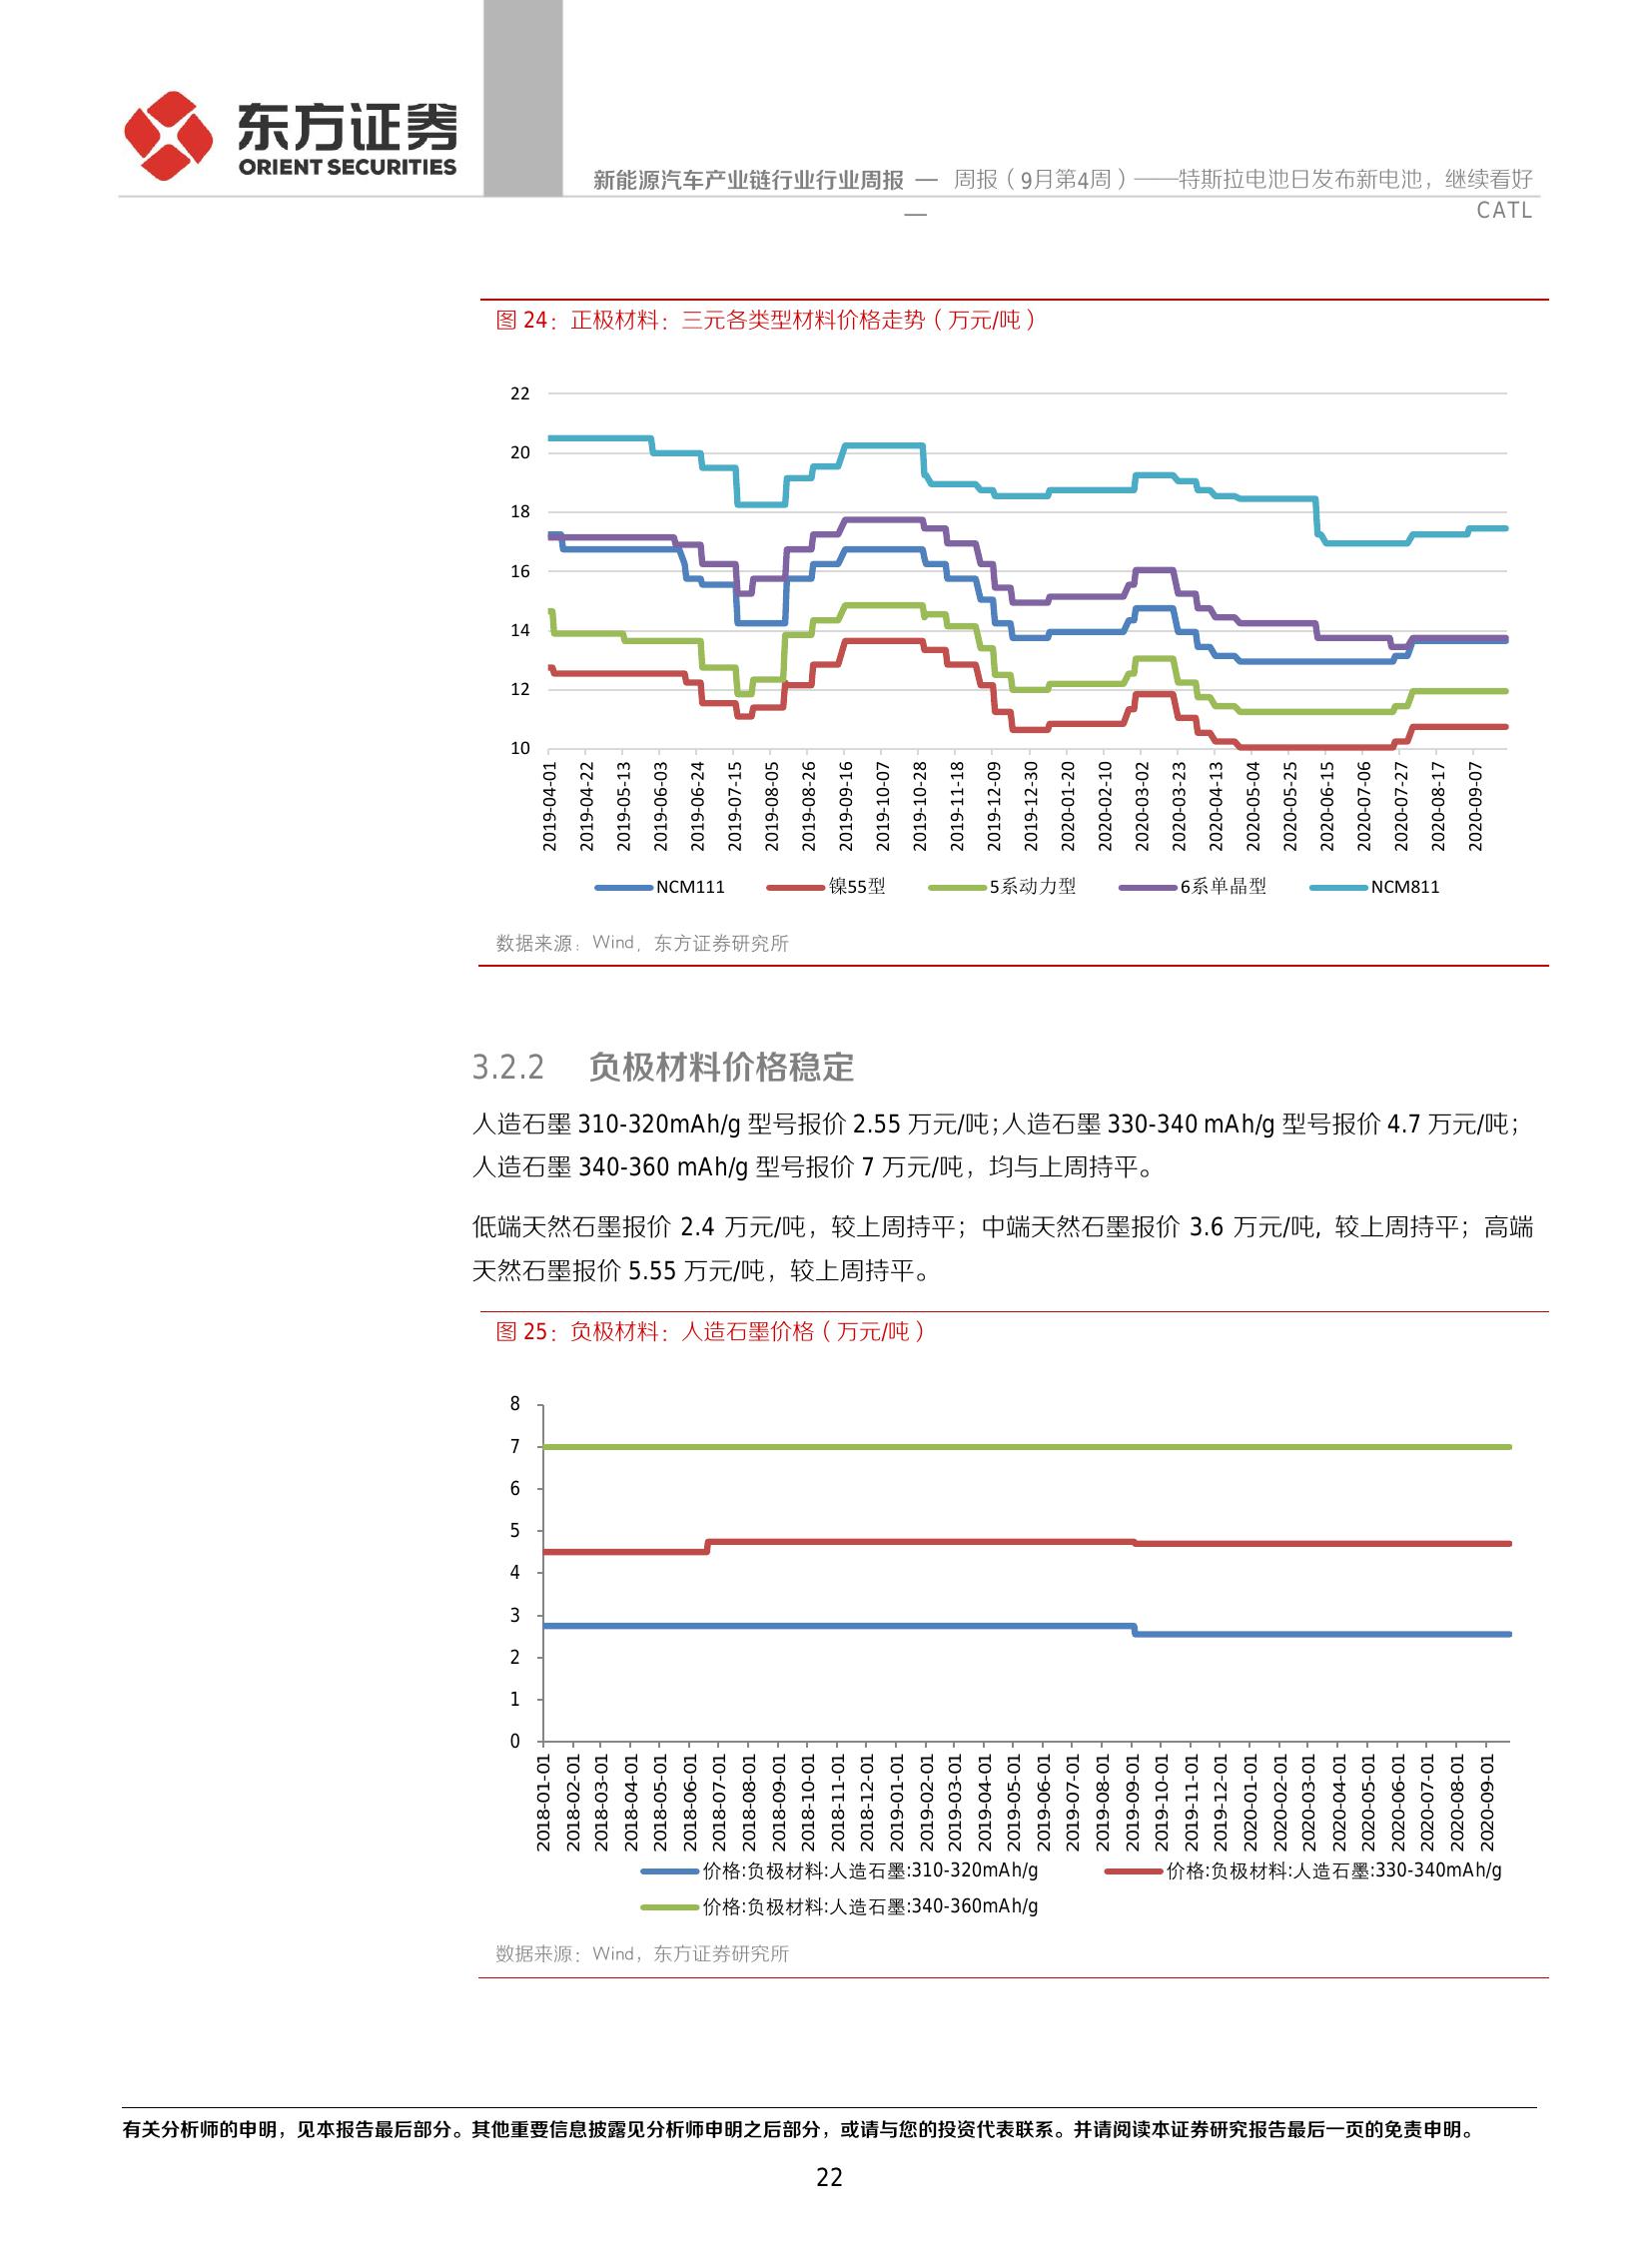 东方证券
ORIENT SECURITIES
新能源汽车产业链行业行业周报 — 周报（9月第4周）——特斯拉电池日发布新电池，继续看好
— CATL
图 24：正极材料：三元各类型材料价格走势（万元/吨）
22
20
18
16
14
12
10
2019-04-01 2019-04-22 2019-05-13 2019-06-03 2019-06-24 2019-07-15 2019-08-05 2019-08-26 2019-09-16 2019-10-07 2019-10-28 2019-11-18 2019-12-09 2019-12-30 2020-01-20 2020-02-10 2020-03-02 2020-03-23 2020-04-13 2020-05-04 2020-05-25 2020-06-15 2020-07-06 2020-07-27 2020-08-17 2020-09-07
NCM111 镍55型 5系动力型 6系单晶型 NCM811
数据来源：Wind，东方证券研究所
3.2.2 负极材料价格稳定
人造石墨 310-320mAh/g 型号报价 2.55 万元/吨；人造石墨 330-340 mAh/g 型号报价 4.7 万元/吨；
人造石墨 340-360 mAh/g 型号报价 7 万元/吨，均与上周持平。
低端天然石墨报价 2.4 万元/吨，较上周持平；中端天然石墨报价 3.6 万元/吨, 较上周持平；高端
天然石墨报价 5.55 万元/吨，较上周持平。
图 25：负极材料：人造石墨价格（万元/吨）
8
7
6
5
4
3
2
1
0
2018-01-01 2018-02-01 2018-03-01 2018-04-01 2018-05-01 2018-06-01 2018-07-01 2018-08-01 2018-09-01 2018-10-01 2018-11-01 2018-12-01 2019-01-01 2019-02-01 2019-03-01 2019-04-01 2019-05-01 2019-06-01 2019-07-01 2019-08-01 2019-09-01 2019-10-01 2019-11-01 2019-12-01 2020-01-01 2020-02-01 2020-03-01 2020-04-01 2020-05-01 2020-06-01 2020-07-01 2020-08-01 2020-09-01
价格:负极材料:人造石墨:310-320mAh/g 价格:负极材料:人造石墨:330-340mAh/g
价格:负极材料:人造石墨:340-360mAh/g
数据来源：Wind，东方证券研究所
有关分析师的申明，见本报告最后部分。其他重要信息披露见分析师申明之后部分，或请与您的投资代表联系。并请阅读本证券研究报告最后一页的免责申明。
22